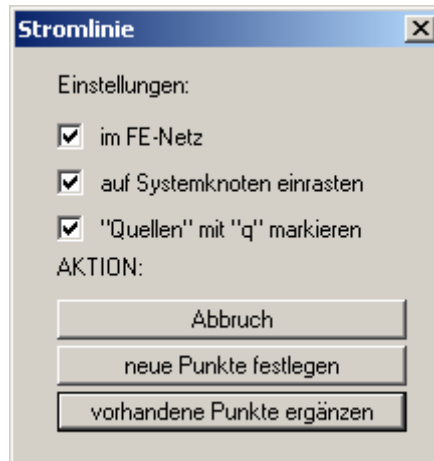 Stromlinie
Einstellungen:
im FE-Netz
auf Systemknoten einrasten
"Quellen" mit "q" markieren
AKTION:
Abbruch
neue Punkte festlegen
vorhandene Punkte ergänzen